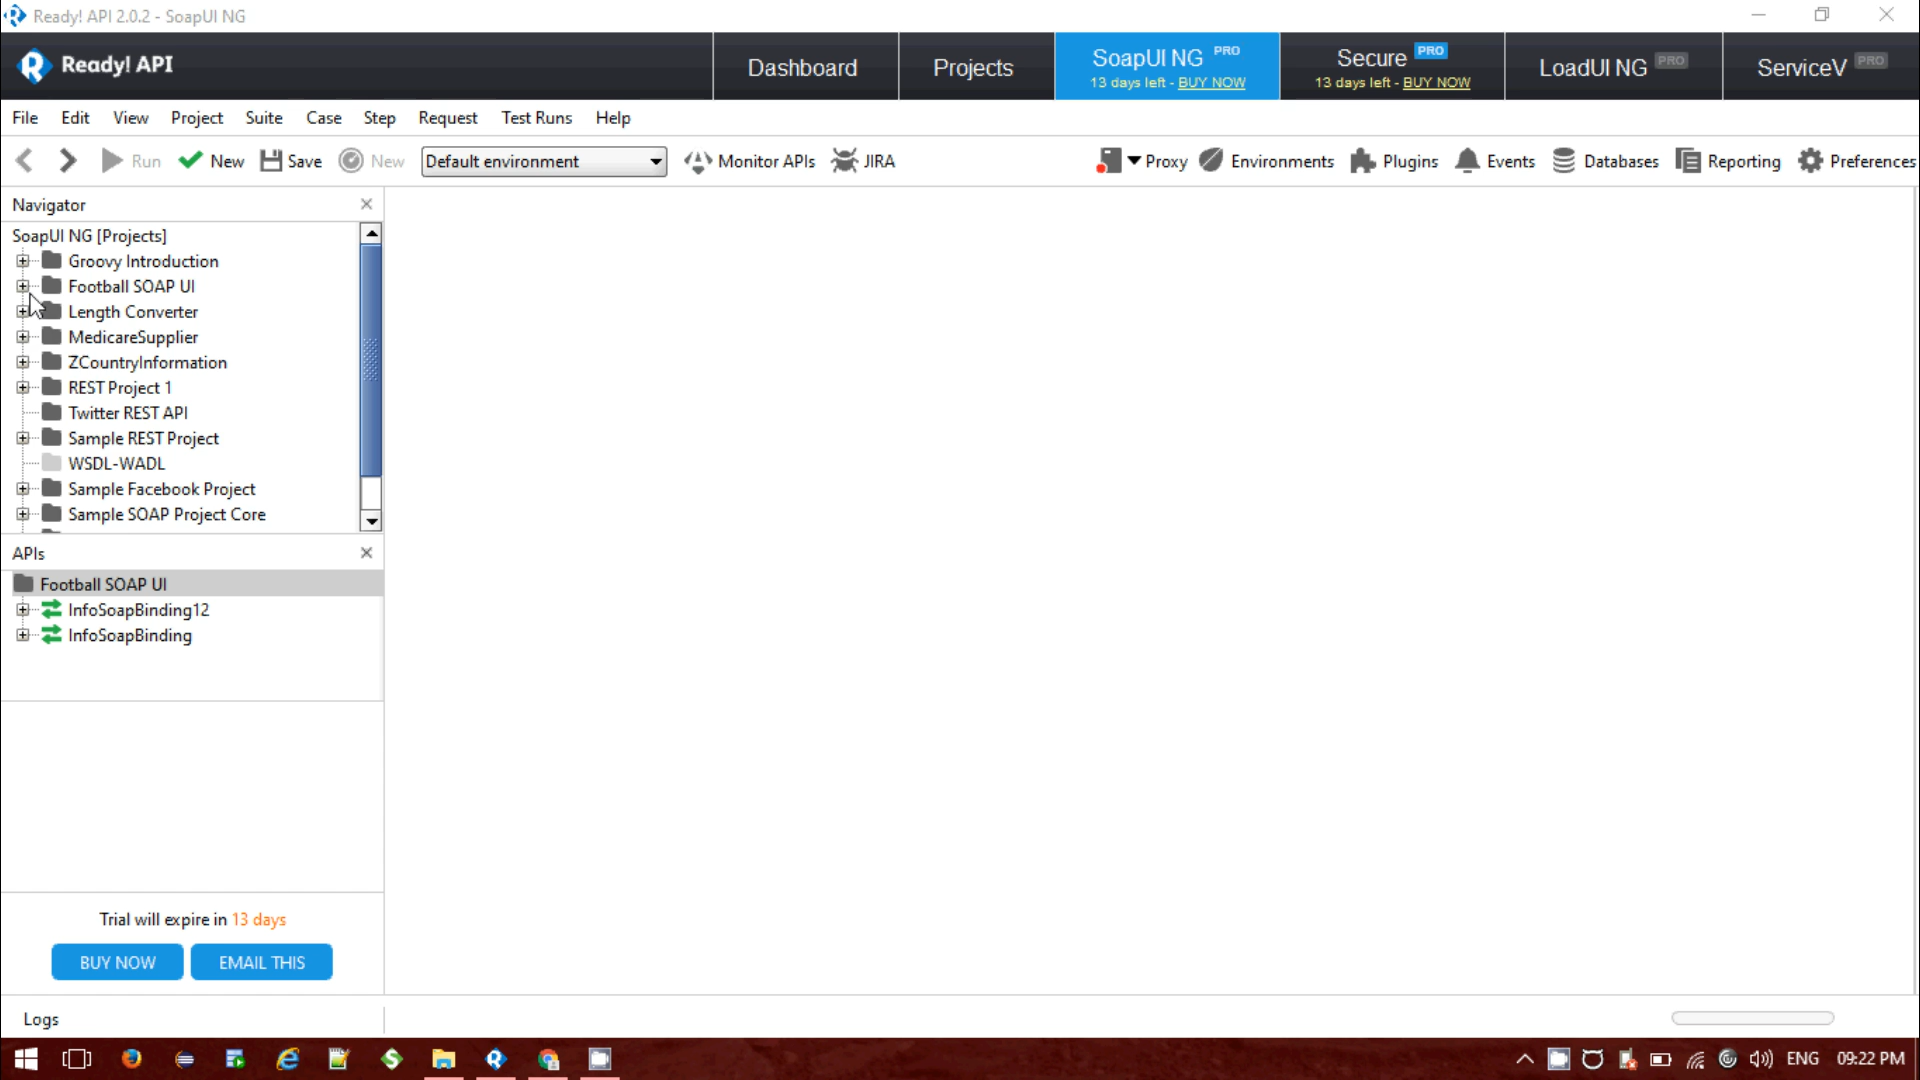 Ready! API 2.0.2 - SoapUI NG
Ready! API
Dashboard
Projects
SoapUI NG PRO
13 days left - BUY NOW
Secure PRO
13 days left - BUY NOW
LoadUI NG PRO
ServiceV PRO
File Edit View Project Suite Case Step Request Test Runs Help
Run New Save New Default environment Monitor APIs JIRA Proxy Environments Plugins Events Databases Reporting Preferences
Navigator
SoapUI NG [Projects]
Groovy Introduction
Football SOAP UI
Length Converter
MedicareSupplier
ZCountryInformation
REST Project 1
Twitter REST API
Sample REST Project
WSDL-WADL
Sample Facebook Project
Sample SOAP Project Core
APIs
Football SOAP UI
InfoSoapBinding12
InfoSoapBinding
Trial will expire in 13 days
BUY NOW EMAIL THIS
Logs
ENG 09:22 PM